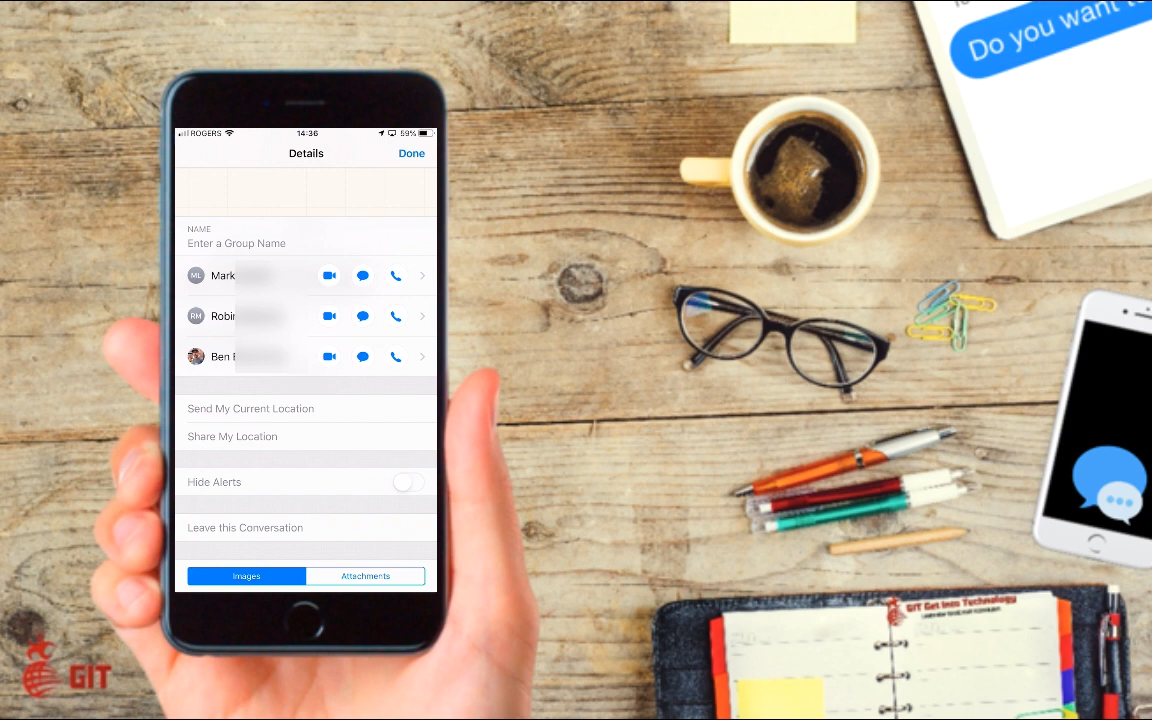 ROGERS 14:36 59%
Details Done
NAME
Enter a Group Name
ML Mark
RM Robin
Ben
Send My Current Location
Share My Location
Hide Alerts
Leave this Conversation
Images Attachments
Do you want to
GIT Get Into Technology
GIT